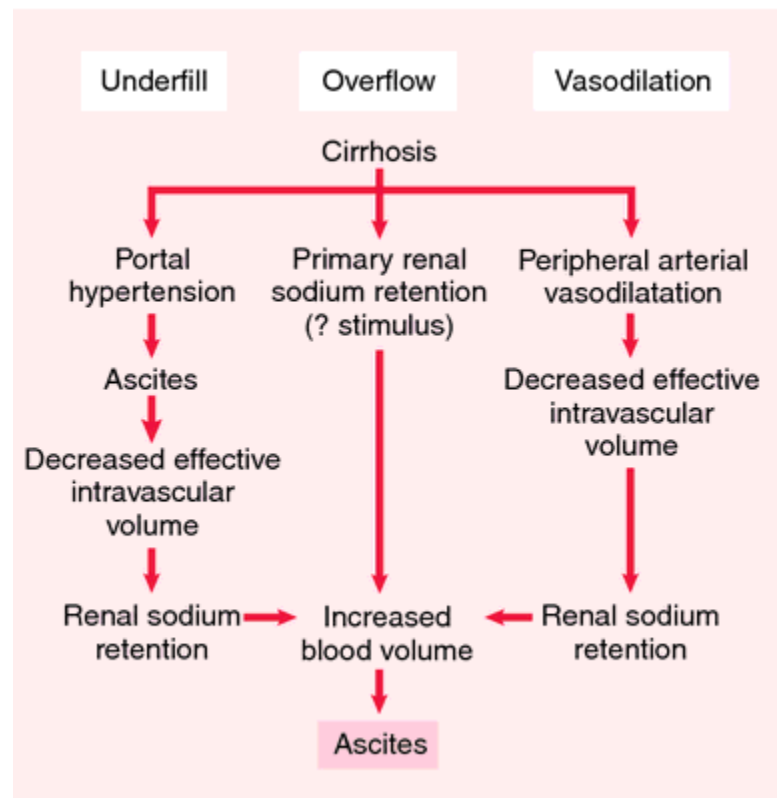 Underfill
Overflow
Vasodilation
Cirrhosis
Portal
hypertension
Ascites
Decreased effective
intravascular
volume
Renal sodium
retention
Primary renal
sodium retention
(? stimulus)
Increased
blood volume
Ascites
Peripheral arterial
vasodilatation
Decreased effective
intravascular
volume
Renal sodium
retention